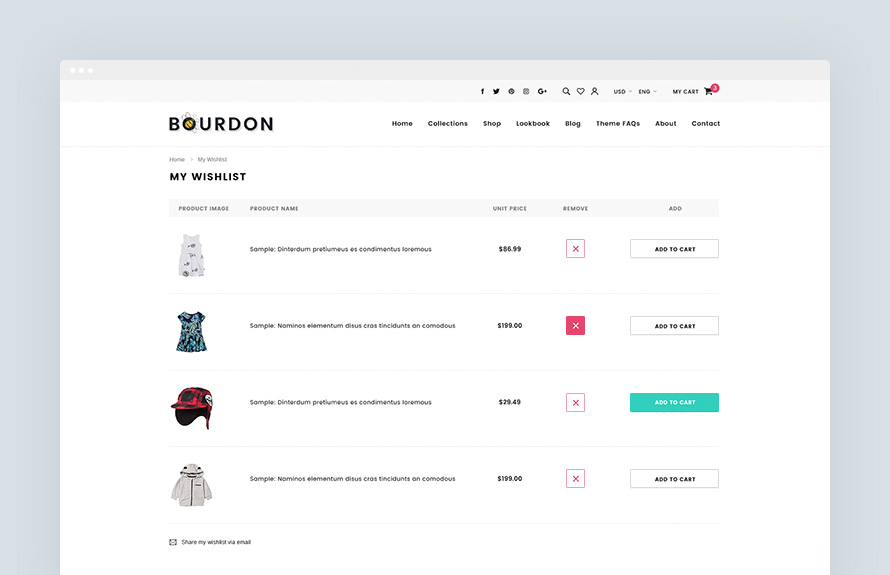 USD ENG MY CART 3
BOURDON
Home Collections Shop Lookbook Blog Theme FAQs About Contact
Home > My Wishlist
MY WISHLIST
PRODUCT IMAGE PRODUCT NAME UNIT PRICE REMOVE ADD
Sample: Dinterdum pretiumeus es condimentus loremous $86.99 ADD TO CART
Sample: Naminos elementum disus cras tincidunts an comodous $199.00 ADD TO CART
Sample: Dinterdum pretiumeus es condimentus loremous $29.49 ADD TO CART
Sample: Naminos elementum disus cras tincidunts an comodous $199.00 ADD TO CART
Share my wishlist via email